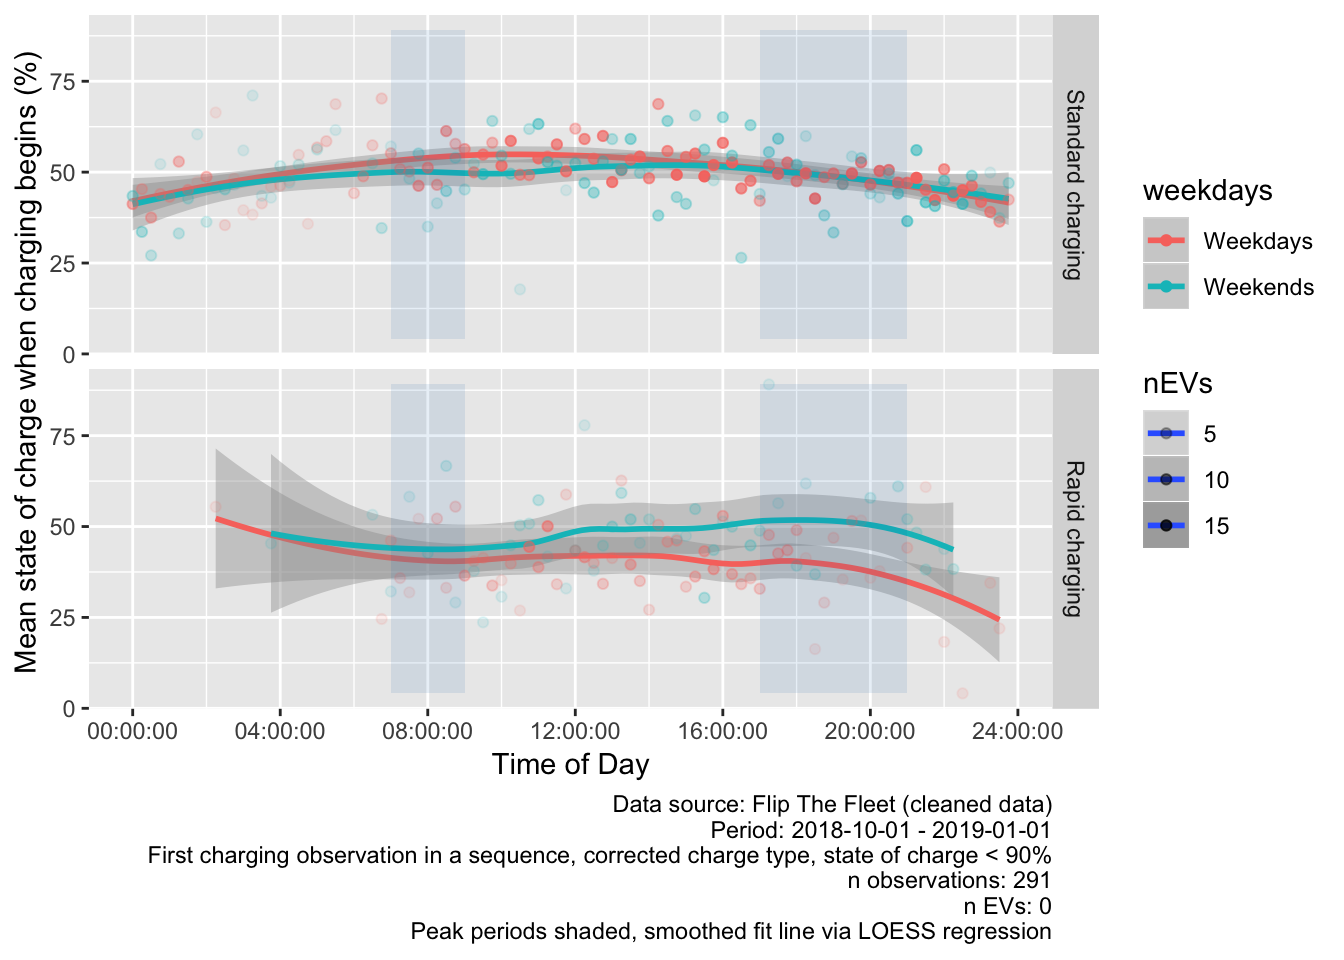 Mean state of charge when charging begins (%)
75
50
25
0
Standard charging
75
50
25
0
Rapid charging
00:00:00 04:00:00 08:00:00 12:00:00 16:00:00 20:00:00 24:00:00
Time of Day
weekdays
Weekdays
Weekends
nEVs
5
10
15
Data source: Flip The Fleet (cleaned data)
Period: 2018-10-01 - 2019-01-01
First charging observation in a sequence, corrected charge type, state of charge < 90%
n observations: 291
n EVs: 0
Peak periods shaded, smoothed fit line via LOESS regression